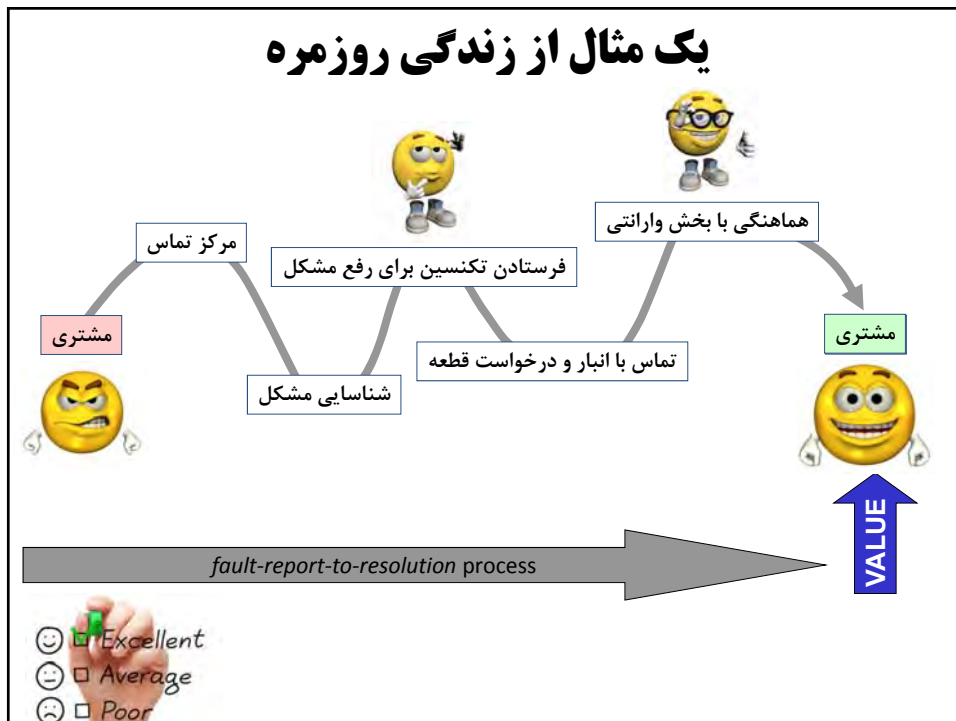 یک مثال از زندگی روزمره
مشتری
مرکز تماس
شناسایی مشکل
فرستادن تکنسین برای رفع مشکل
تماس با انبار و درخواست قطعه
هماهنگی با بخش وارانتی
مشتری
VALUE
fault-report-to-resolution process
Excellent
Average
Poor